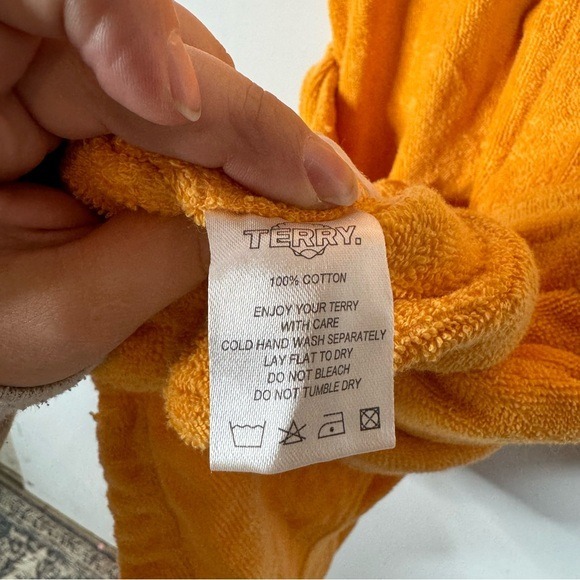 TERRY.
100% COTTON
ENJOY YOUR TERRY
WITH CARE
COLD HAND WASH SEPARATELY
LAY FLAT TO DRY
DO NOT BLEACH
DO NOT TUMBLE DRY